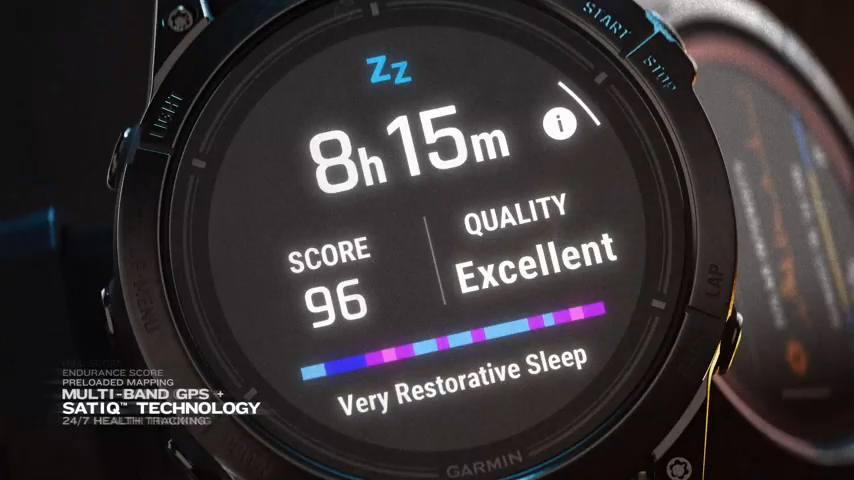 START
STOP
LIGHT
ZZ
8h 15m
i
QUALITY
Excellent
SCORE
96
LAP
MENU
Very Restorative Sleep
ENDURANCE SCORE
PRELOADED MAPPING
MULTI-BAND GPS +
SATIQ™ TECHNOLOGY
24/7 HEALTH TRACKING
GARMIN